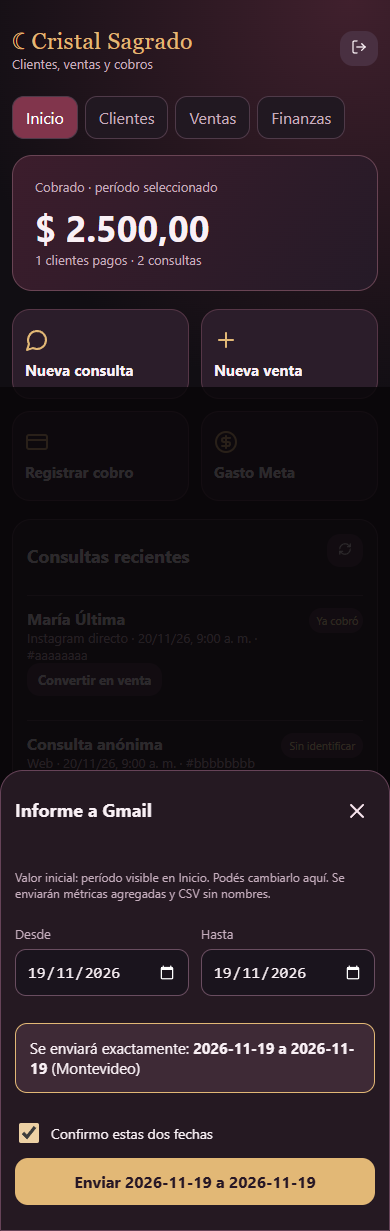 Cristal Sagrado
Clientes, ventas y cobros
Inicio
Clientes
Ventas
Finanzas
Cobrado · período seleccionado
$ 2.500,00
1 clientes pagos · 2 consultas
Nueva consulta
Nueva venta
Registrar cobro
Gasto Meta
Consultas recientes
María Última
Ya cobró
Instagram directo · 20/11/26, 9:00 a. m. ·
#aaaaaaaa
Convertir en venta
Consulta anónima
Sin identificar
Web · 20/11/26, 9:00 a. m. · #bbbbbbbb
Informe a Gmail
Valor inicial: período visible en Inicio. Podés cambiarlo aquí. Se
enviarán métricas agregadas y CSV sin nombres.
Desde
Hasta
19/11/2026
19/11/2026
Se enviará exactamente: 2026-11-19 a 2026-11-
19 (Montevideo)
Confirmo estas dos fechas
Enviar 2026-11-19 a 2026-11-19